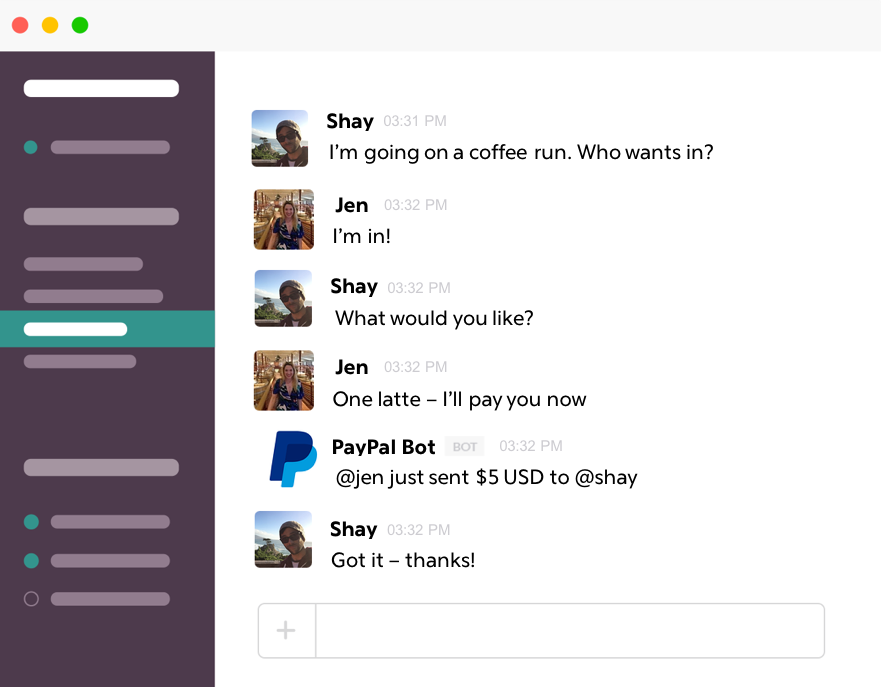 Shay 03:31 PM
I'm going on a coffee run. Who wants in?
Jen 03:32 PM
I'm in!
Shay 03:32 PM
What would you like?
Jen 03:32 PM
One latte – I'll pay you now
PayPal Bot BOT 03:32 PM
@jen just sent $5 USD to @shay
Shay 03:32 PM
Got it – thanks!